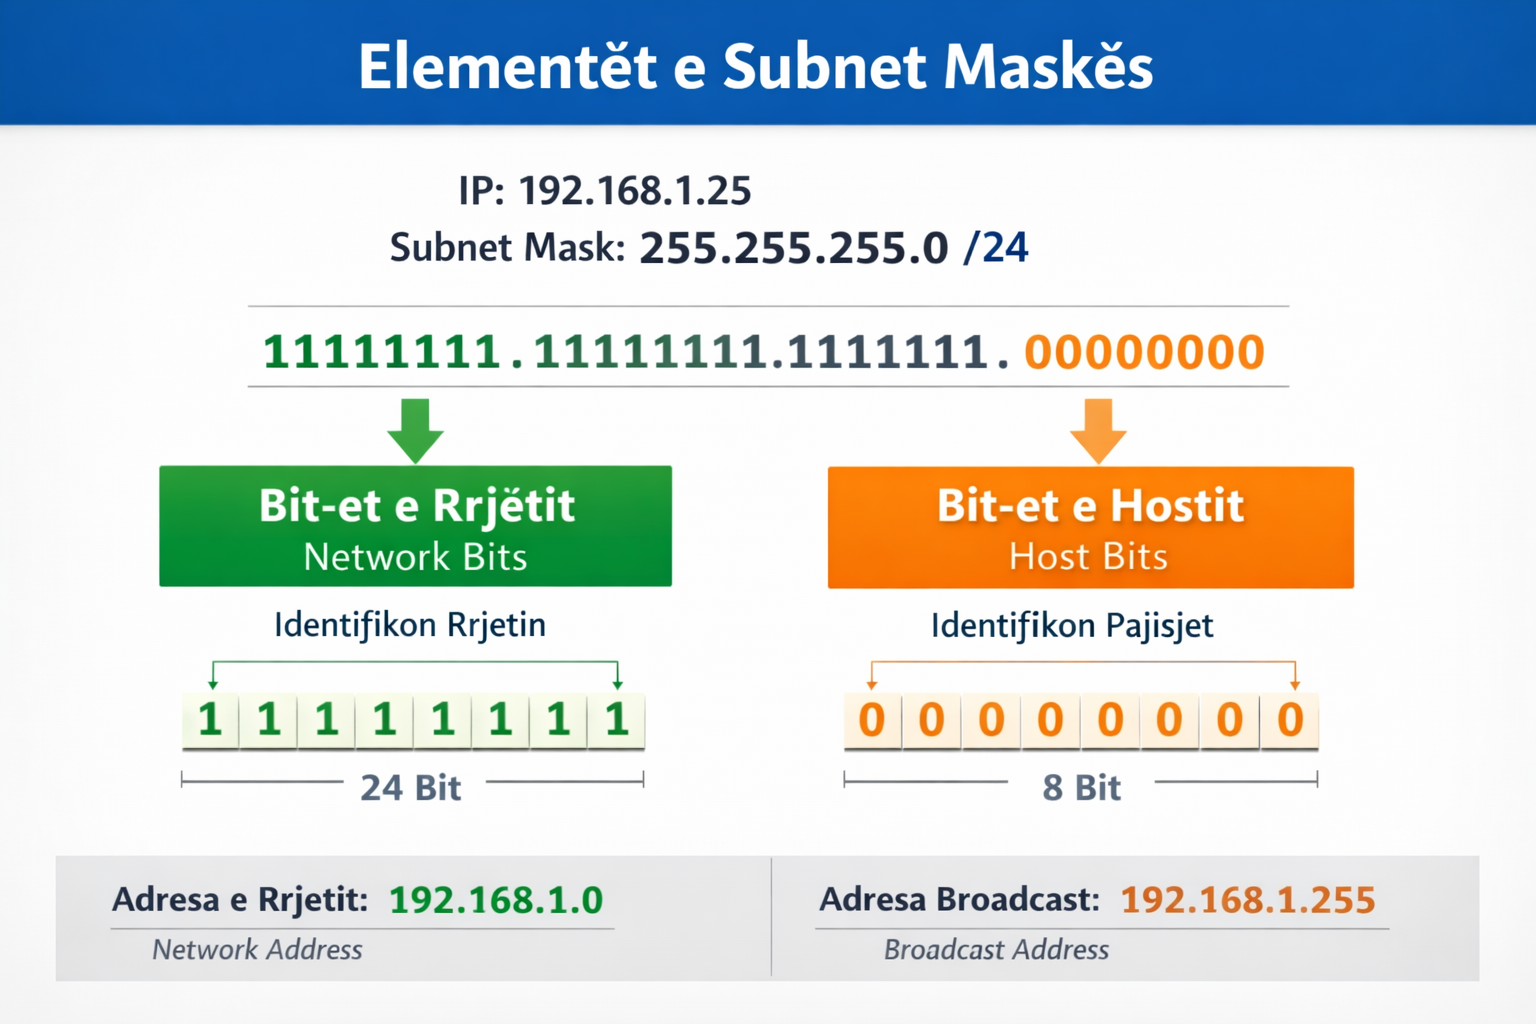 Elementět e Subnet Maskěs
IP: 192.168.1.25
Subnet Mask: 255.255.255.0 /24
11111111.11111111.1111111.00000000
Bit-et e Rrjětit
Network Bits
Bit-et e Hostit
Host Bits
Identifikon Rrjetin
Identifikon Pajisjet
1 1 1 1 1 1 1 1
0 0 0 0 0 0 0 0
24 Bit
8 Bit
Adresa e Rrjetit: 192.168.1.0
Network Address
Adresa Broadcast: 192.168.1.255
Broadcast Address